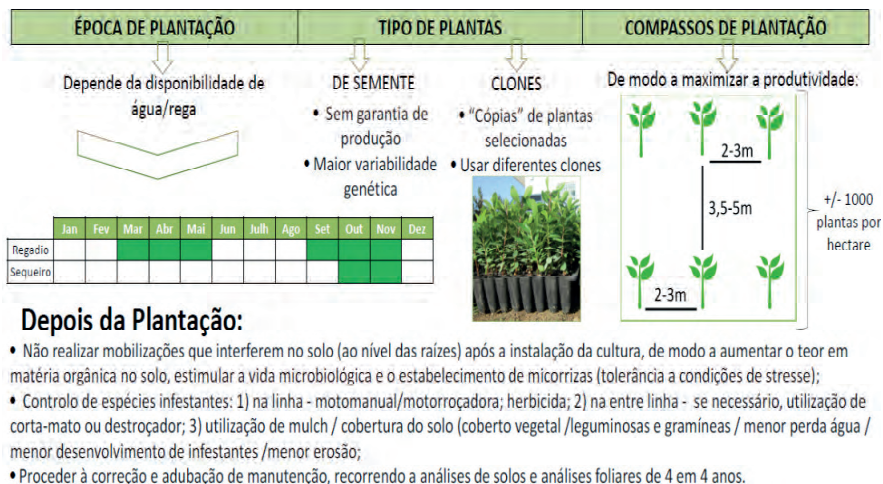 ÉPOCA DE PLANTAÇÃO
TIPO DE PLANTAS
COMPASSOS DE PLANTAÇÃO
Depende da disponibilidade de
água/rega
DE SEMENTE
• Sem garantia de
produção
• Maior variabilidade
genética
CLONES
• “Cópias” de plantas
selecionadas
• Usar diferentes clones
De modo a maximizar a produtividade:
2-3m
3,5-5m
2-3m
+/- 1000
plantas por
hectare
Jan Fev Mar Abr Mai Jun Julh Ago Set Out Nov Dez
Regadio
Sequeiro
Depois da Plantação:
• Não realizar mobilizações que interferem no solo (ao nível das raízes) após a instalação da cultura, de modo a aumentar o teor em
matéria orgânica no solo, estimular a vida microbiológica e o estabelecimento de micorrizas (tolerância a condições de stresse);
• Controlo de espécies infestantes: 1) na linha - motomanual/motorroçadora; herbicida; 2) na entre linha - se necessário, utilização de
corta-mato ou destroçador; 3) utilização de mulch / cobertura do solo (coberto vegetal /leguminosas e gramíneas / menor perda água /
menor desenvolvimento de infestantes /menor erosão;
• Proceder à correção e adubação de manutenção, recorrendo a análises de solos e análises foliares de 4 em 4 anos.